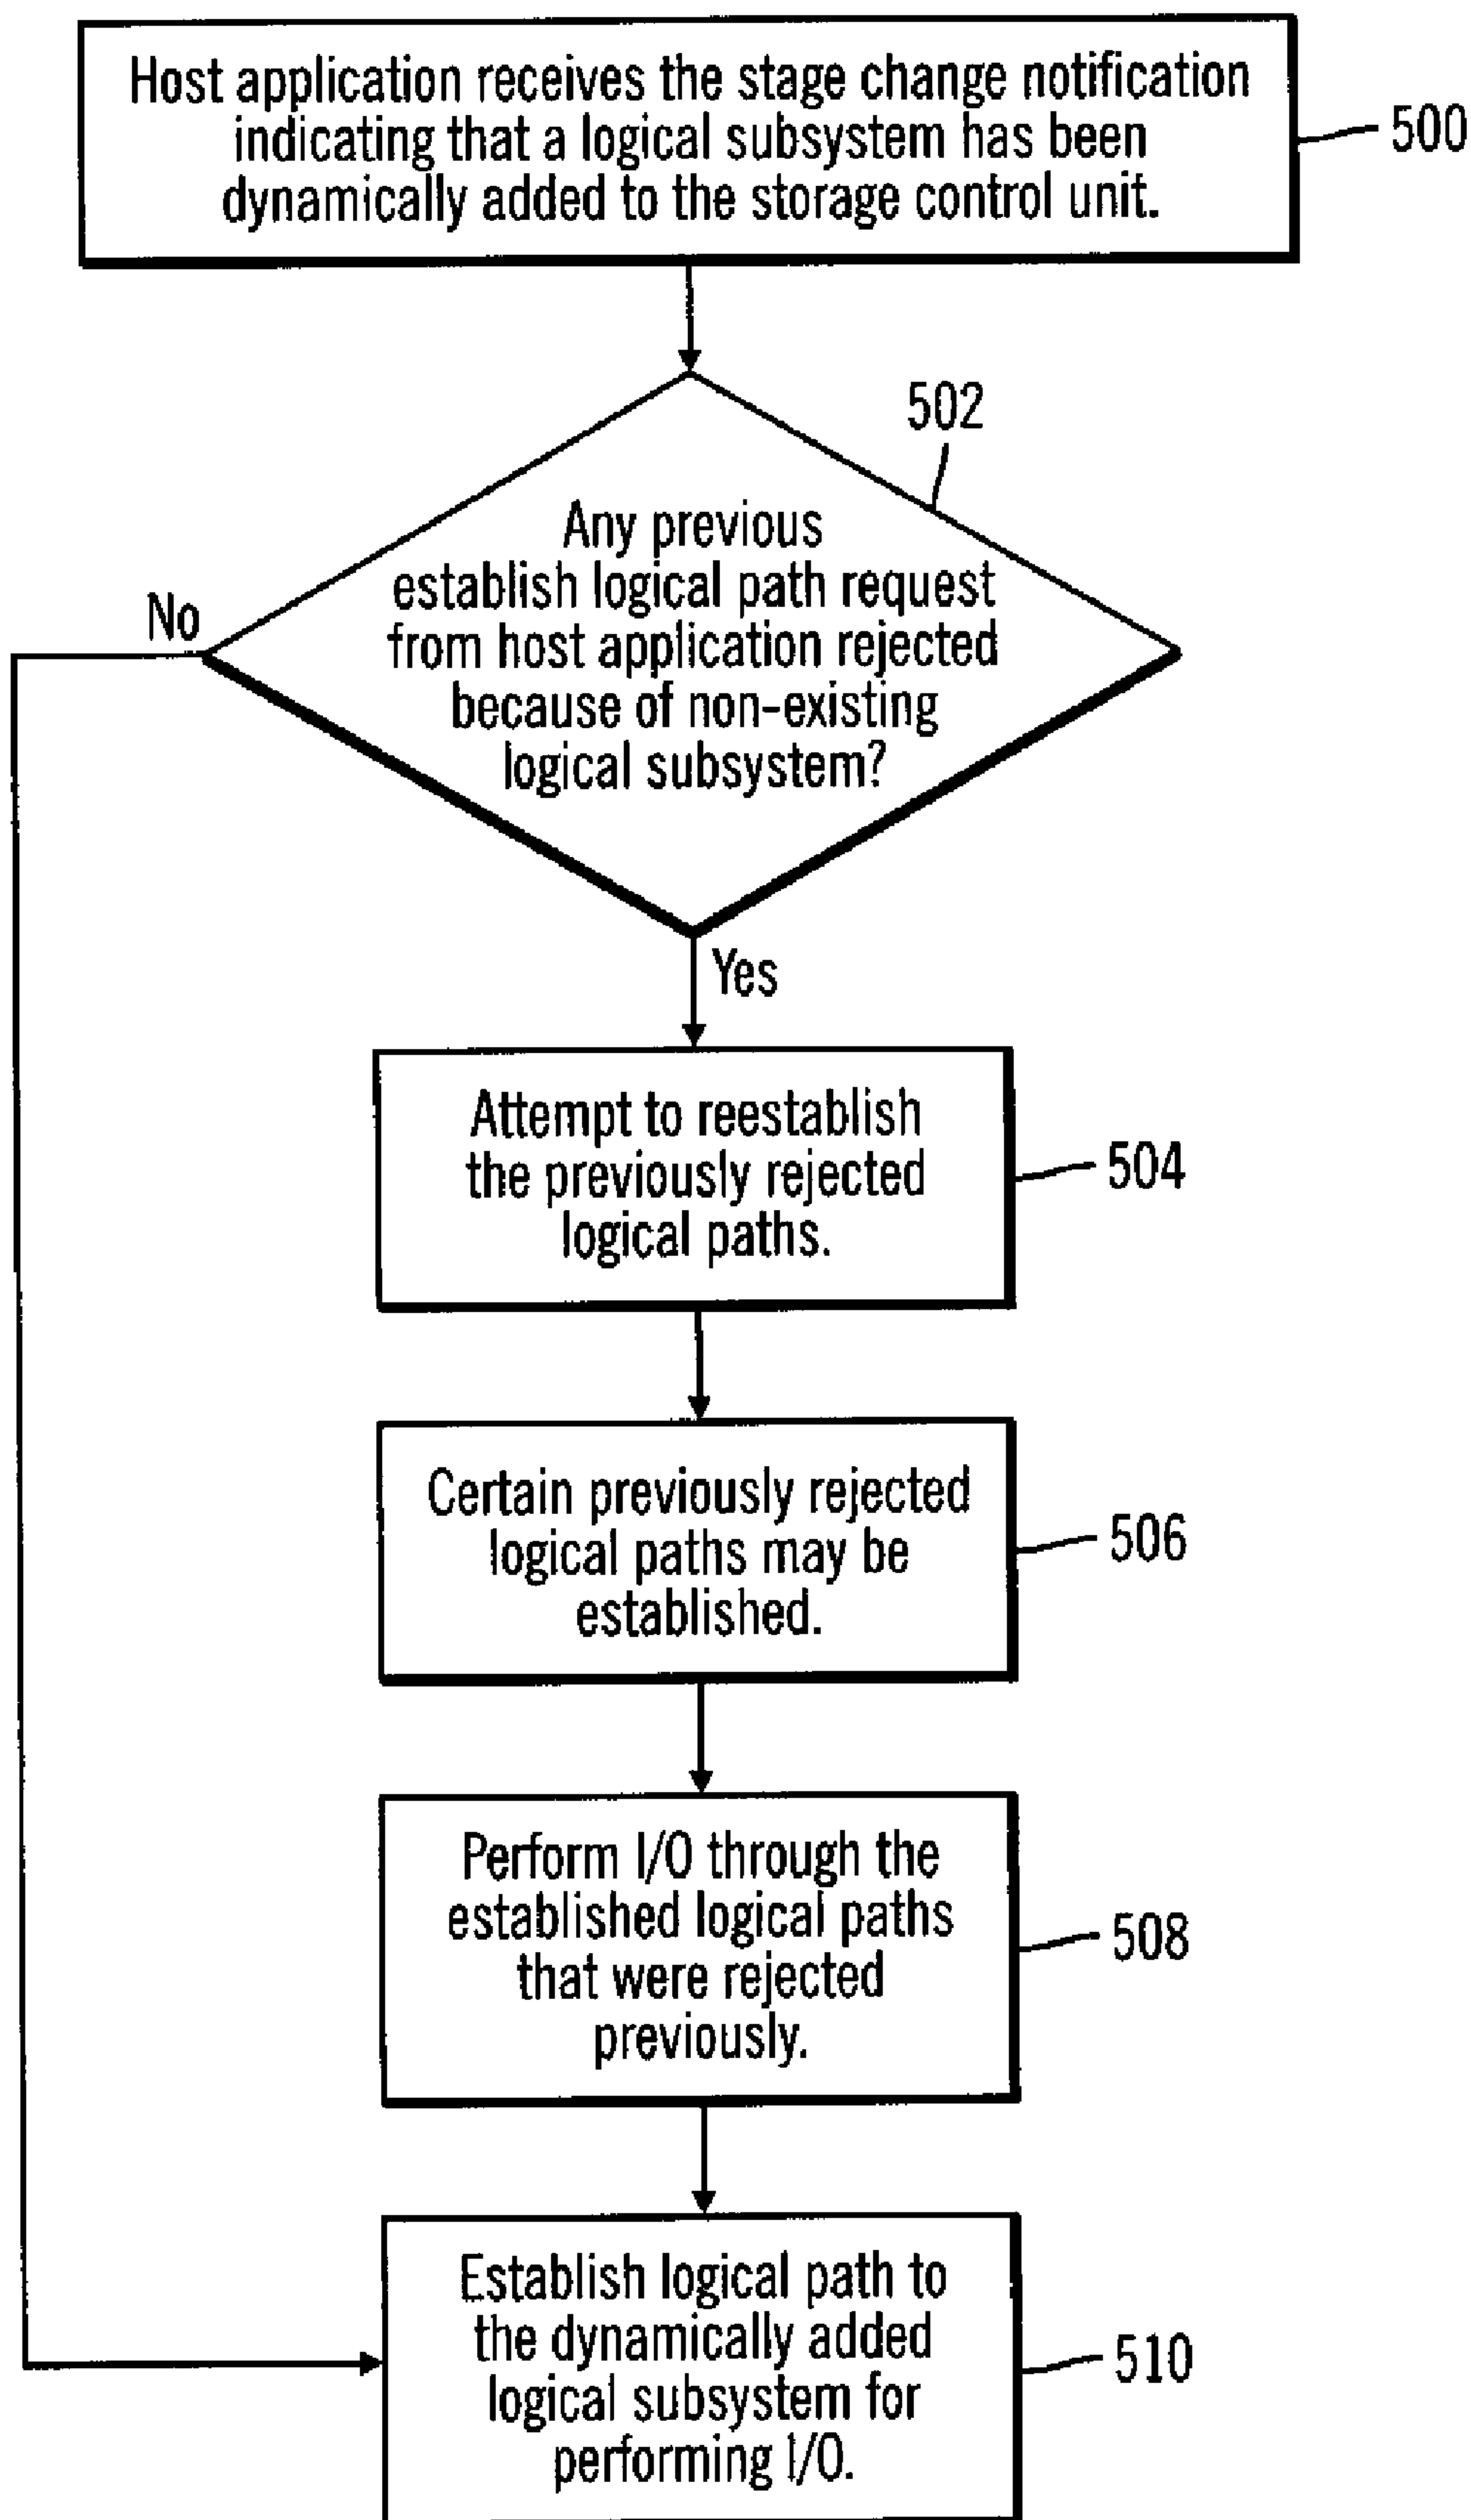 Host application receives the stage change notification
indicating that a logical subsystem has been
dynamically added to the storage control unit.
500
502
Any previous
establish logical path request
from host application rejected
because of non-existing
logical subsystem?
No
Yes
Attempt to reestablish
the previously rejected
logical paths.
504
Certain previously rejected
logical paths may be
established.
506
Perform I/O through the
established logical paths
that were rejected
previously.
508
Establish logical path to
the dynamically added
logical subsystem for
performing I/O.
510